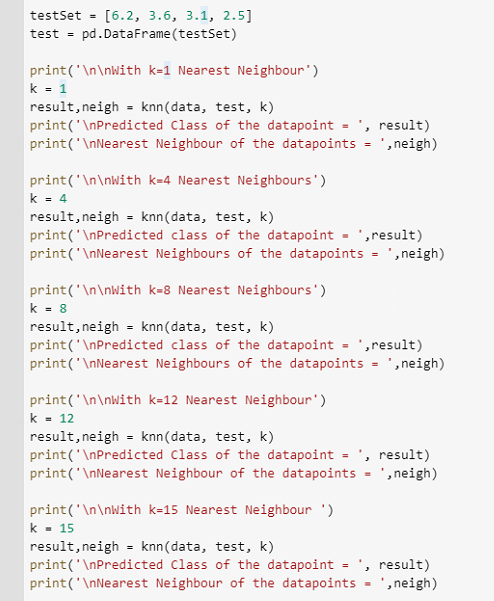 testSet = [6.2, 3.6, 3.1, 2.5]
test = pd.DataFrame(testSet)
print('\n\nWith k=1 Nearest Neighbour')
k = 1
result,neigh = knn(data, test, k)
print('\nPredicted Class of the datapoint = ', result)
print('\nNearest Neighbour of the datapoints = ',neigh)
print('\n\nWith k=4 Nearest Neighbours')
k = 4
result,neigh = knn(data, test, k)
print('\nPredicted class of the datapoint = ',result)
print('\nNearest Neighbours of the datapoints = ',neigh)
print('\n\nWith k=8 Nearest Neighbours')
k = 8
result,neigh = knn(data, test, k)
print('\nPredicted class of the datapoint = ',result)
print('\nNearest Neighbours of the datapoints = ',neigh)
print('\n\nWith k=12 Nearest Neighbour')
k = 12
result,neigh = knn(data, test, k)
print('\nPredicted Class of the datapoint = ', result)
print('\nNearest Neighbour of the datapoints = ',neigh)
print('\n\nWith k=15 Nearest Neighbour ')
k = 15
result,neigh = knn(data, test, k)
print('\nPredicted Class of the datapoint = ', result)
print('\nNearest Neighbour of the datapoints = ',neigh)